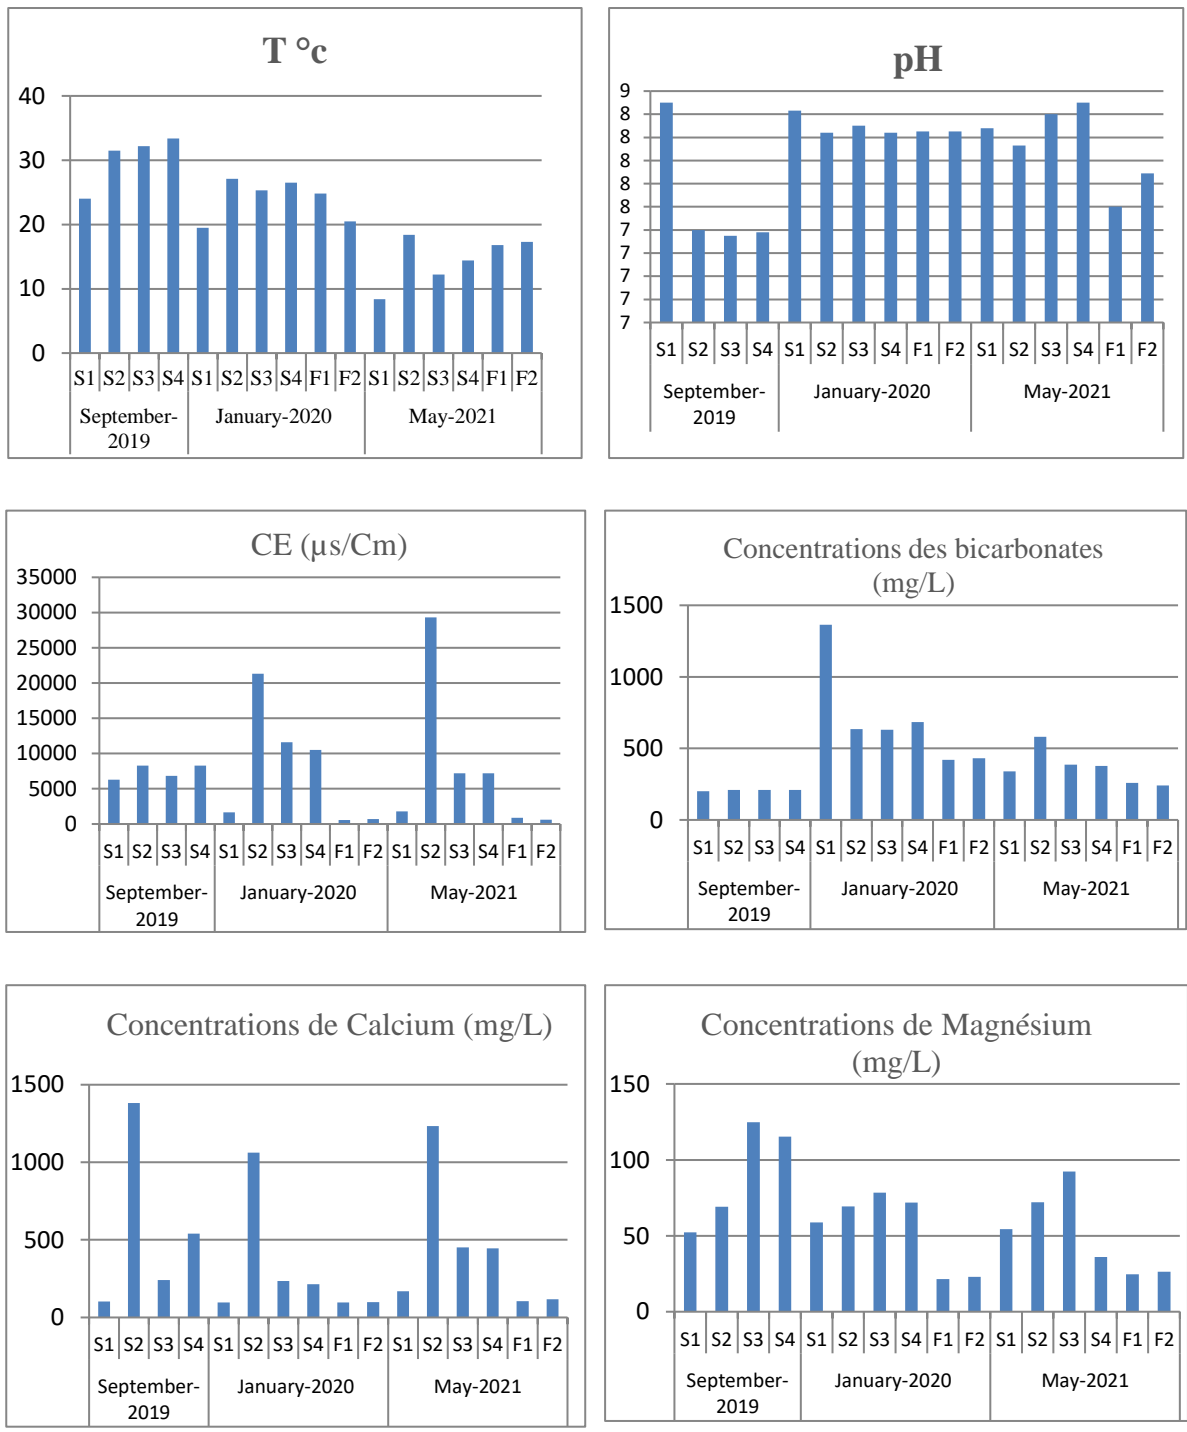 T °c
40
30
20
10
0
S1 S2 S3 S4 S1 S2 S3 S4 F1 F2 S1 S2 S3 S4 F1 F2
September-
2019
January-2020
May-2021
pH
9
8
8
8
8
8
7
7
7
7
7
S1 S2 S3 S4 S1 S2 S3 S4 F1 F2 S1 S2 S3 S4 F1 F2
September-
2019
January-2020
May-2021
CE (µs/Cm)
35000
30000
25000
20000
15000
10000
5000
0
S1 S2 S3 S4 S1 S2 S3 S4 F1 F2 S1 S2 S3 S4 F1 F2
September-
2019
January-2020
May-2021
Concentrations des bicarbonates
(mg/L)
1500
1000
500
0
S1 S2 S3 S4 S1 S2 S3 S4 F1 F2 S1 S2 S3 S4 F1 F2
September-
2019
January-2020
May-2021
Concentrations de Calcium (mg/L)
1500
1000
500
0
S1 S2 S3 S4 S1 S2 S3 S4 F1 F2 S1 S2 S3 S4 F1 F2
September-
2019
January-2020
May-2021
Concentrations de Magnésium
(mg/L)
150
100
50
0
S1 S2 S3 S4 S1 S2 S3 S4 F1 F2 S1 S2 S3 S4 F1 F2
September-
2019
January-2020
May-2021